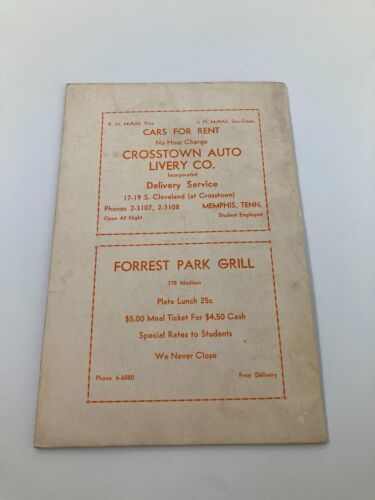 R. M. McRAE, Pres. J. H. McRAE, Sec.-Treas.
CARS FOR RENT
No Hour Charge
CROSSTOWN AUTO
LIVERY CO.
Incorporated
Delivery Service
17-19 S. Cleveland (at Crosstown)
Phones 2-3107, 2-3108 MEMPHIS, TENN.
Open All Night Student Employed
FORREST PARK GRILL
778 Madison
Plate Lunch 25c
$5.00 Meal Ticket For $4.50 Cash
Special Rates to Students
We Never Close
Phone 6-6080 Free Delivery